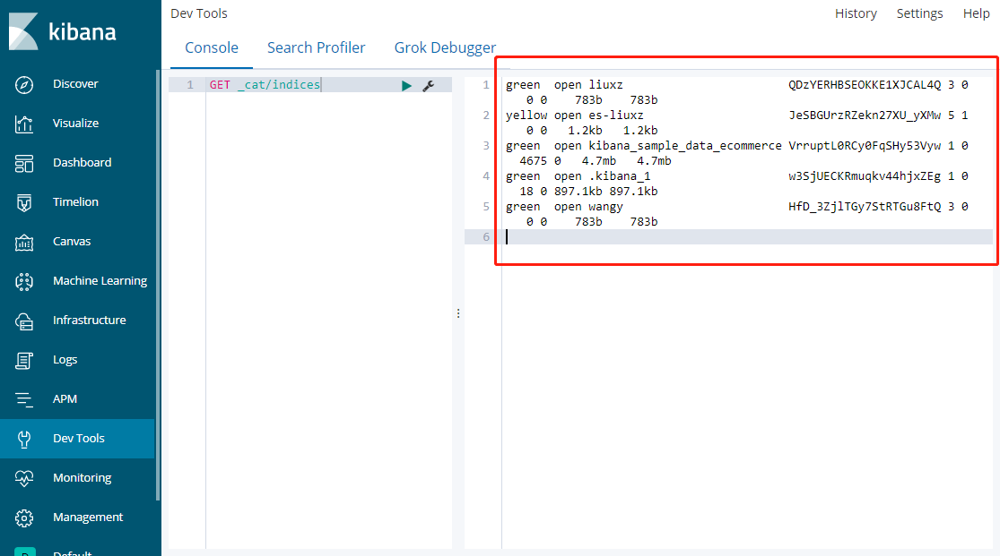 kibana
Discover
Visualize
Dashboard
Timelion
Canvas
Machine Learning
Infrastructure
Logs
APM
Dev Tools
Monitoring
Management
Default
Dev Tools
History Settings Help
Console Search Profiler Grok Debugger
1 GET _cat/indices
1 green open liuxz QDzYERHBSEOKKE1XJCAL4Q 3 0
0 0 783b 783b
2 yellow open es-liuxz JeSBGUrzRZekn27XU_yXMw 5 1
0 0 1.2kb 1.2kb
3 green open kibana_sample_data_ecommerce VrruptL0RCy0FqSHy53Vyw 1 0
4675 0 4.7mb 4.7mb
4 green open .kibana_1 w3SjUECKRmuqkv44hjxZEg 1 0
18 0 897.1kb 897.1kb
5 green open wangy HfD_3ZjlTGy7StRTGu8FtQ 3 0
0 0 783b 783b
6